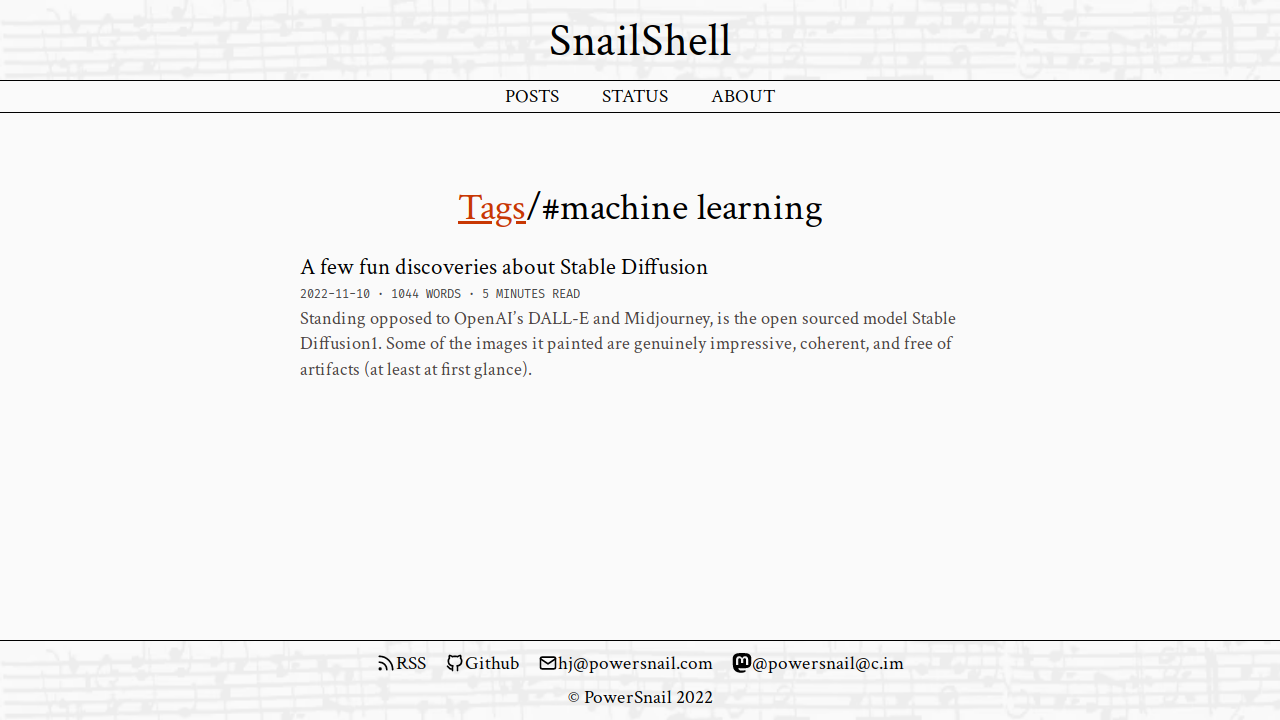 SnailShell
POSTS STATUS ABOUT
Tags/#machine learning
A few fun discoveries about Stable Diffusion
2022-11-10 · 1044 WORDS · 5 MINUTES READ
Standing opposed to OpenAI’s DALL-E and Midjourney, is the open sourced model Stable
Diffusion1. Some of the images it painted are genuinely impressive, coherent, and free of
artifacts (at least at first glance).
RSS Github hj@powersnail.com @powersnail@c.im
© PowerSnail 2022